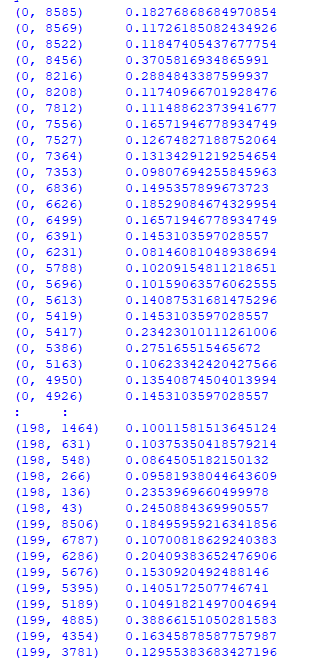 (0, 8585) 0.18276868684970854
(0, 8569) 0.11726185082434926
(0, 8522) 0.11847405437677754
(0, 8456) 0.3705816934865991
(0, 8216) 0.2884843387599937
(0, 8208) 0.11740966701928476
(0, 7812) 0.11148862373941677
(0, 7556) 0.16571946778934749
(0, 7527) 0.12674827188752064
(0, 7364) 0.13134291219254654
(0, 7353) 0.09807694255845963
(0, 6836) 0.1495357899673723
(0, 6626) 0.18529084674329954
(0, 6499) 0.16571946778934749
(0, 6391) 0.1453103597028557
(0, 6231) 0.08146081048938694
(0, 5788) 0.10209154811218651
(0, 5696) 0.10159063576062555
(0, 5613) 0.14087531681475296
(0, 5419) 0.1453103597028557
(0, 5417) 0.23423010111261006
(0, 5386) 0.275165515465672
(0, 5163) 0.10623342420427566
(0, 4950) 0.13540874504013994
(0, 4926) 0.1453103597028557
: :
(198, 1464) 0.10011581513645124
(198, 631) 0.10375350418579214
(198, 548) 0.0864505182150132
(198, 266) 0.09581938044643609
(198, 136) 0.2353969660499978
(198, 43) 0.2450884369990557
(199, 8506) 0.18495959216341856
(199, 6787) 0.10700818629240383
(199, 6286) 0.20409383652476906
(199, 5676) 0.1530920492488146
(199, 5395) 0.1405172507746741
(199, 5189) 0.10491821497004694
(199, 4885) 0.38866151050281583
(199, 4354) 0.16345878587757987
(199, 3781) 0.12955383683427196